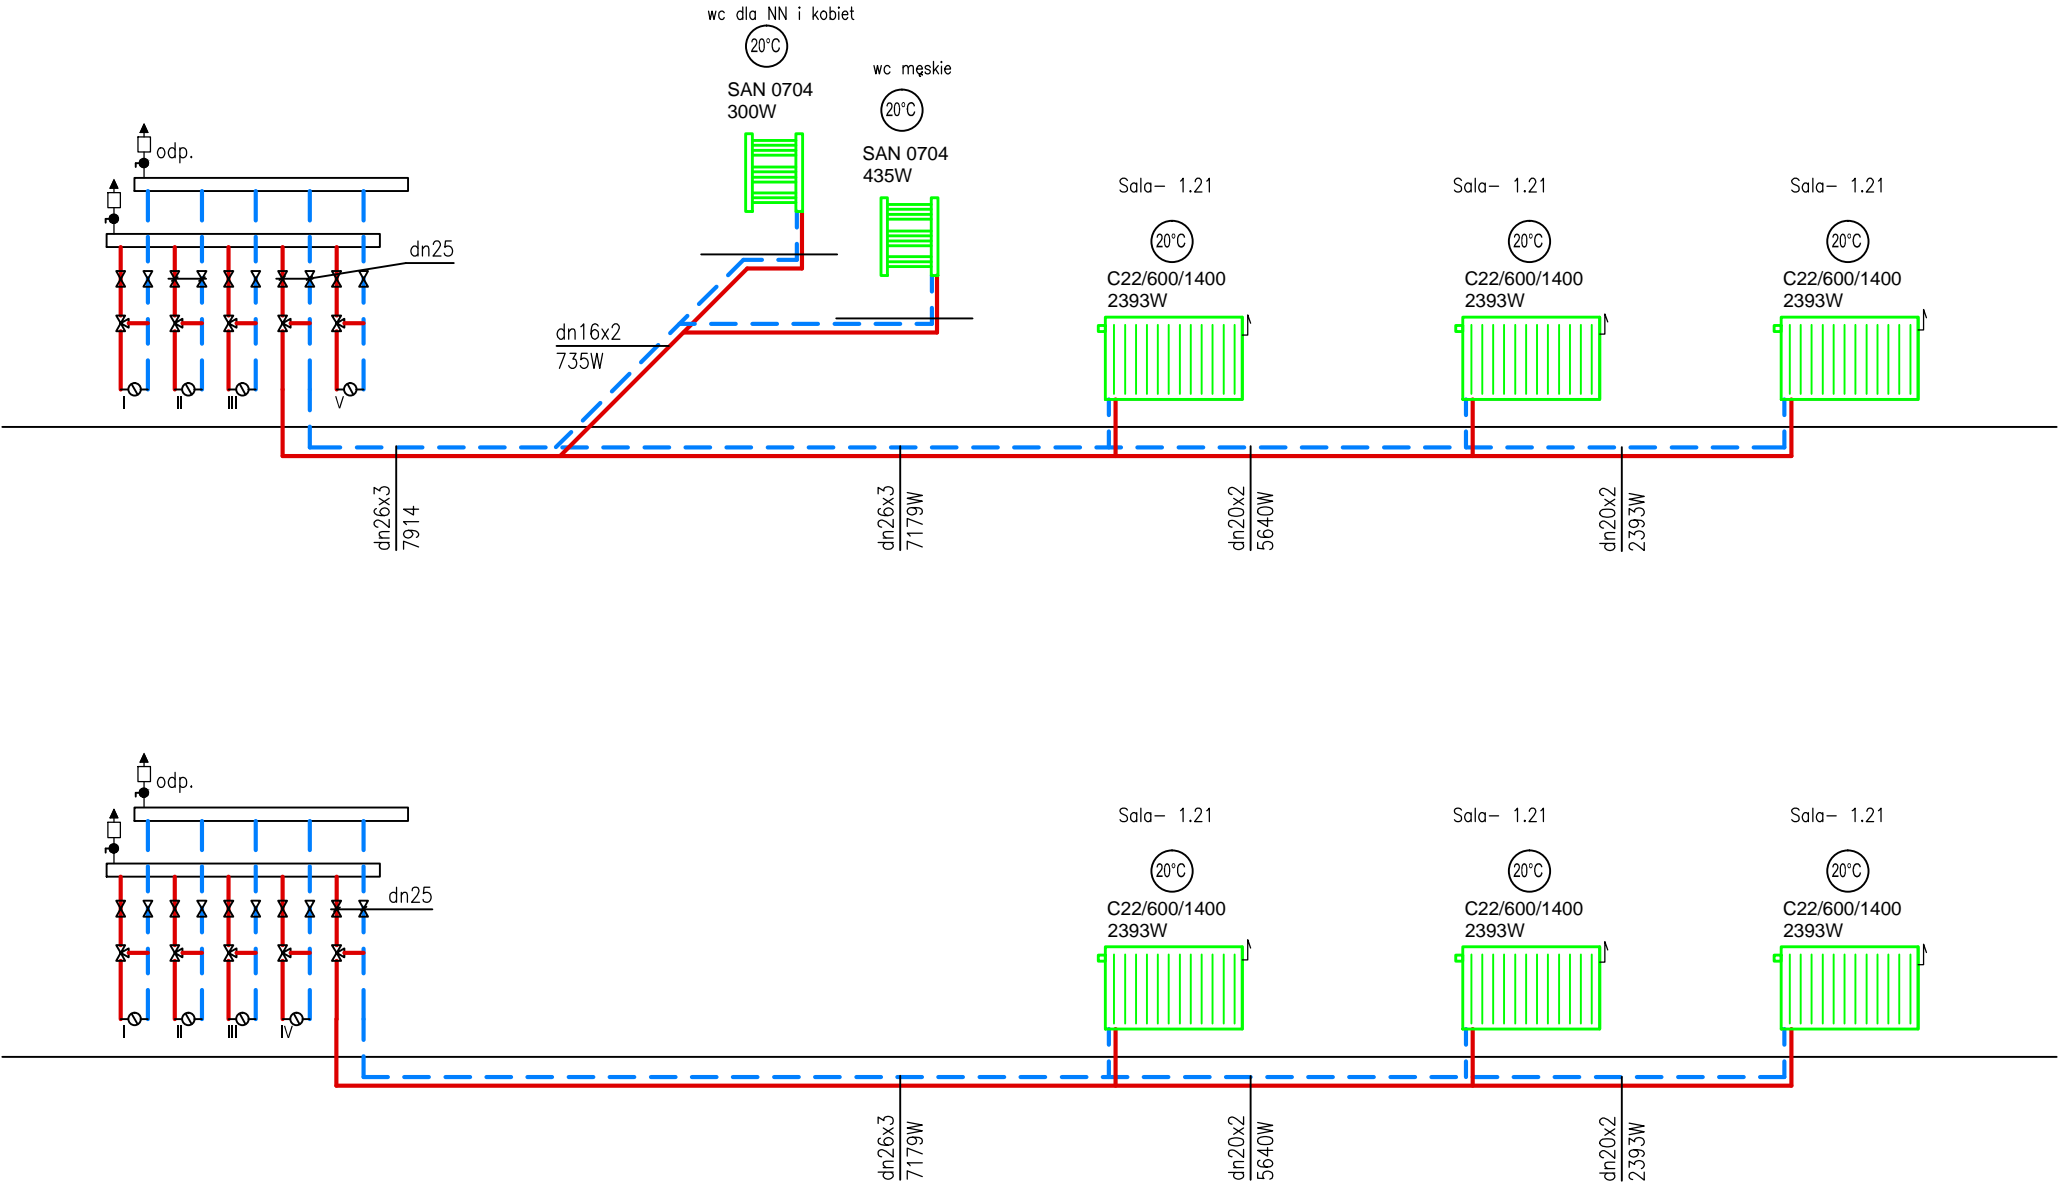 wc dla NN i kobiet
20°C
SAN 0704
300W
wc męskie
20°C
SAN 0704
435W
odp.
dn25
I
II
III
V
dn16x2
735W
Sala- 1.21
20°C
C22/600/1400
2393W
Sala- 1.21
20°C
C22/600/1400
2393W
Sala- 1.21
20°C
C22/600/1400
2393W
dn26x3
7914
dn26x3
7179W
dn20x2
5640W
dn20x2
2393W
odp.
dn25
I
II
III
IV
Sala- 1.21
20°C
C22/600/1400
2393W
Sala- 1.21
20°C
C22/600/1400
2393W
Sala- 1.21
20°C
C22/600/1400
2393W
dn26x3
7179W
dn20x2
5640W
dn20x2
2393W